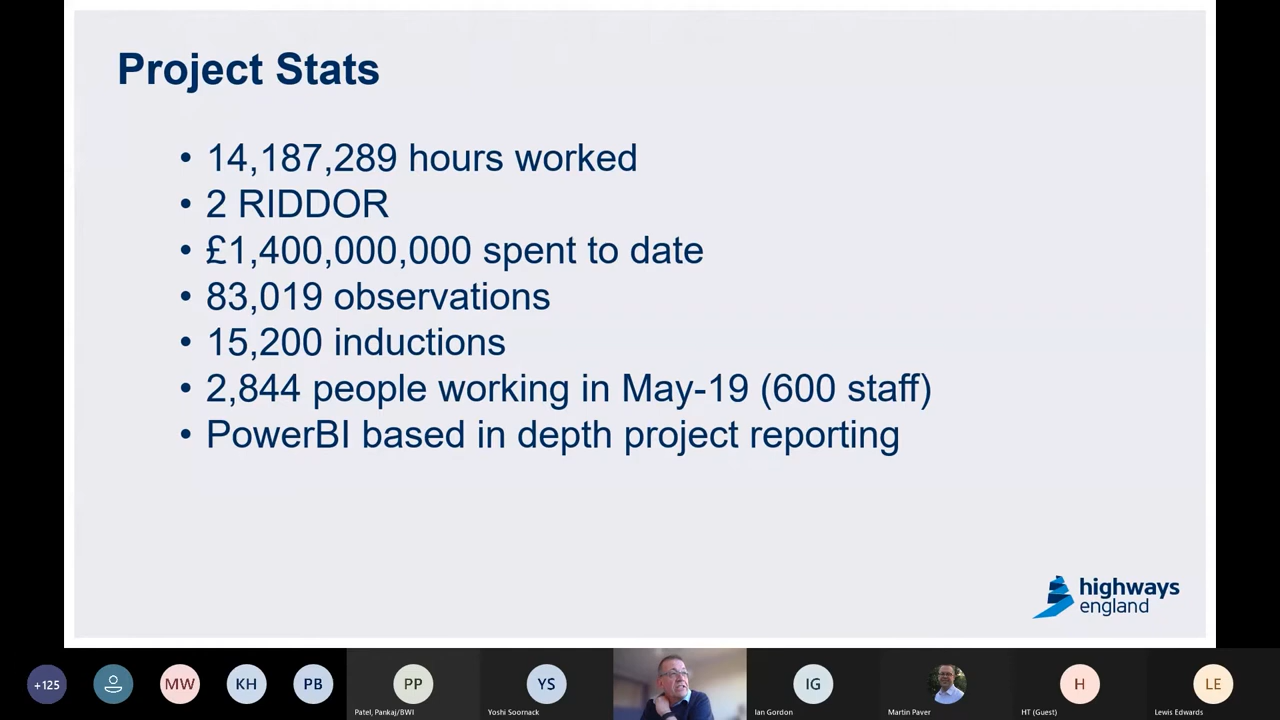 Project Stats
• 14,187,289 hours worked
• 2 RIDDOR
• £1,400,000,000 spent to date
• 83,019 observations
• 15,200 inductions
• 2,844 people working in May-19 (600 staff)
• PowerBI based in depth project reporting
highways
england
+125
MW
KH
PB
PP
YS
IG
H
LE
Patel, Pankaj/BWI
Yoshi Soornack
Ian Gordon
Martin Paver
HT (Guest)
Lewis Edwards